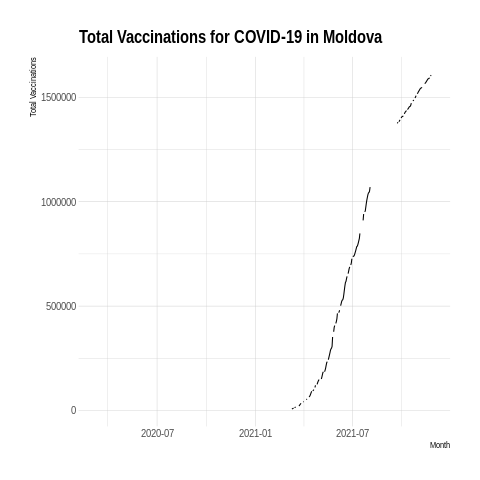 Total Vaccinations for COVID-19 in Moldova
Total Vaccinations
1500000
1000000
500000
0
2020-07
2021-01
2021-07
Month